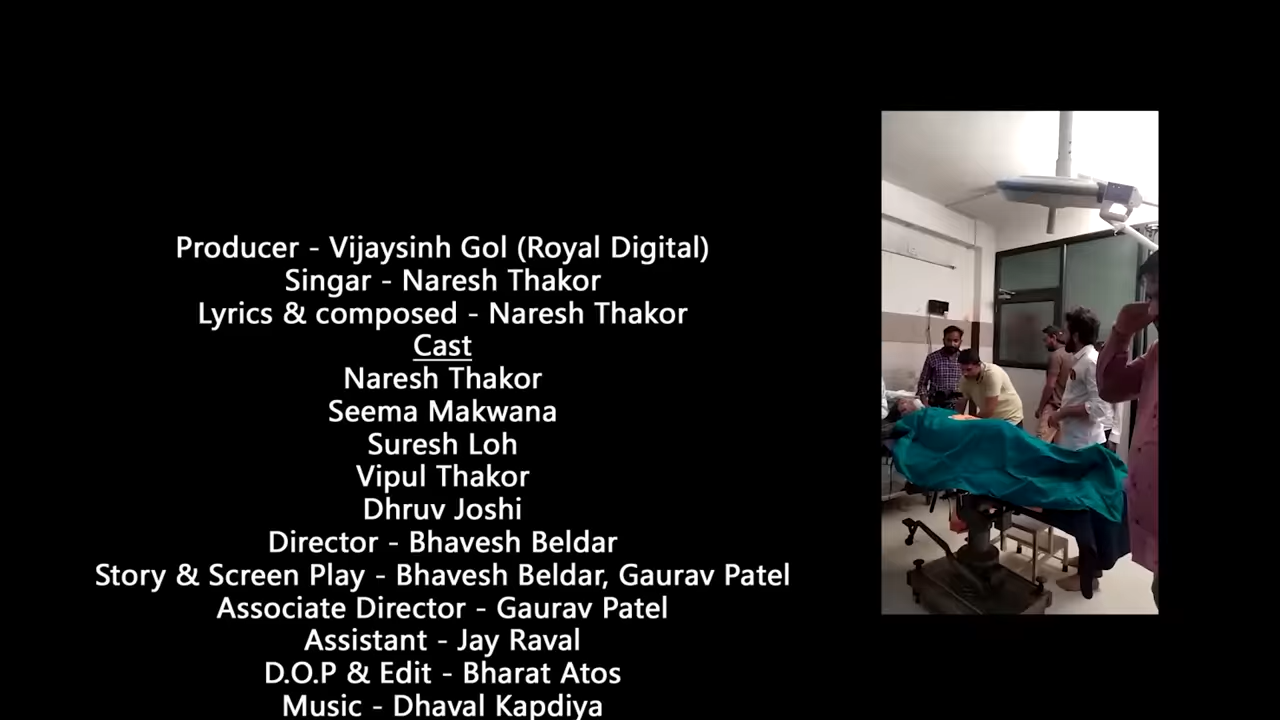 Producer - Vijaysinh Gol (Royal Digital)
Singar - Naresh Thakor
Lyrics & composed - Naresh Thakor
Cast
Naresh Thakor
Seema Makwana
Suresh Loh
Vipul Thakor
Dhruv Joshi
Director - Bhavesh Beldar
Story & Screen Play - Bhavesh Beldar, Gaurav Patel
Associate Director - Gaurav Patel
Assistant - Jay Raval
D.O.P & Edit - Bharat Atos
Music - Dhaval Kapdiya